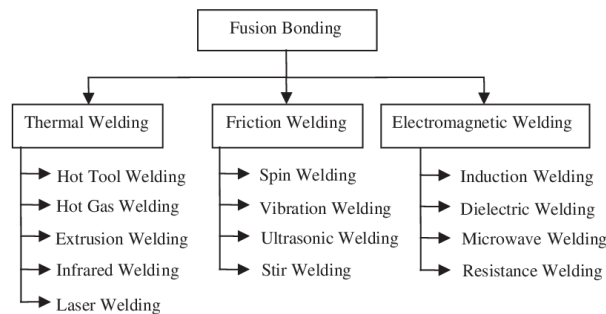 Fusion Bonding
Thermal Welding
Hot Tool Welding
Hot Gas Welding
Extrusion Welding
Infrared Welding
Laser Welding
Friction Welding
Spin Welding
Vibration Welding
Ultrasonic Welding
Stir Welding
Electromagnetic Welding
Induction Welding
Dielectric Welding
Microwave Welding
Resistance Welding